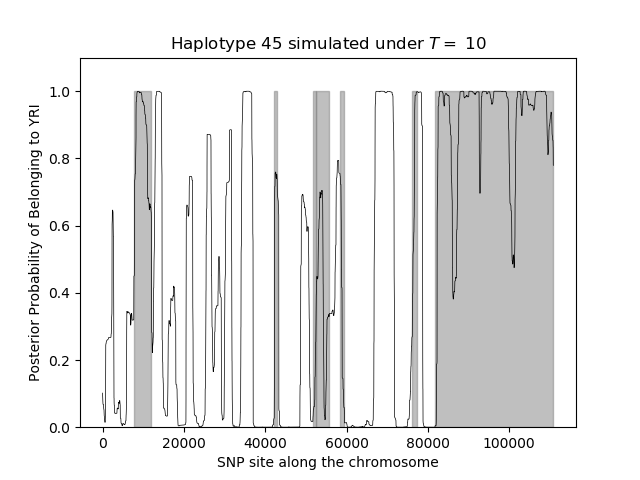 Haplotype 45 simulated under T = 10
Posterior Probability of Belonging to YRI
1.0
0.8
0.6
0.4
0.2
0.0
0 20000 40000 60000 80000 100000
SNP site along the chromosome